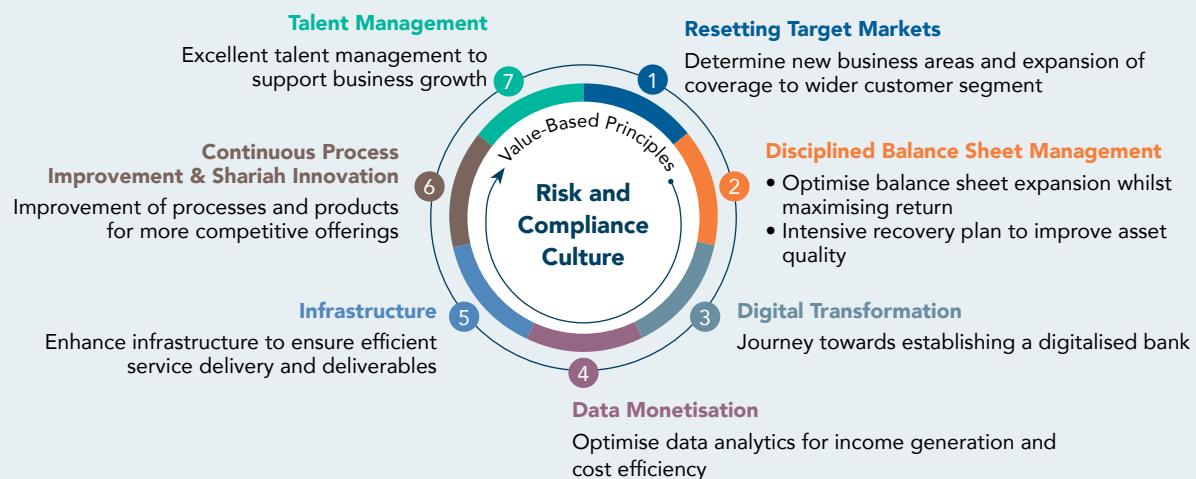 Talent Management
Excellent talent management to
support business growth
7
1
Resetting Target Markets
Determine new business areas and expansion of
coverage to wider customer segment
Value-Based Principles
Risk and
Compliance
Culture
2
Disciplined Balance Sheet Management
• Optimise balance sheet expansion whilst
maximising return
• Intensive recovery plan to improve asset
quality
3
Digital Transformation
Journey towards establishing a digitalised bank
4
Data Monetisation
Optimise data analytics for income generation and
cost efficiency
5
Infrastructure
Enhance infrastructure to ensure efficient
service delivery and deliverables
6
Continuous Process
Improvement & Shariah Innovation
Improvement of processes and products
for more competitive offerings